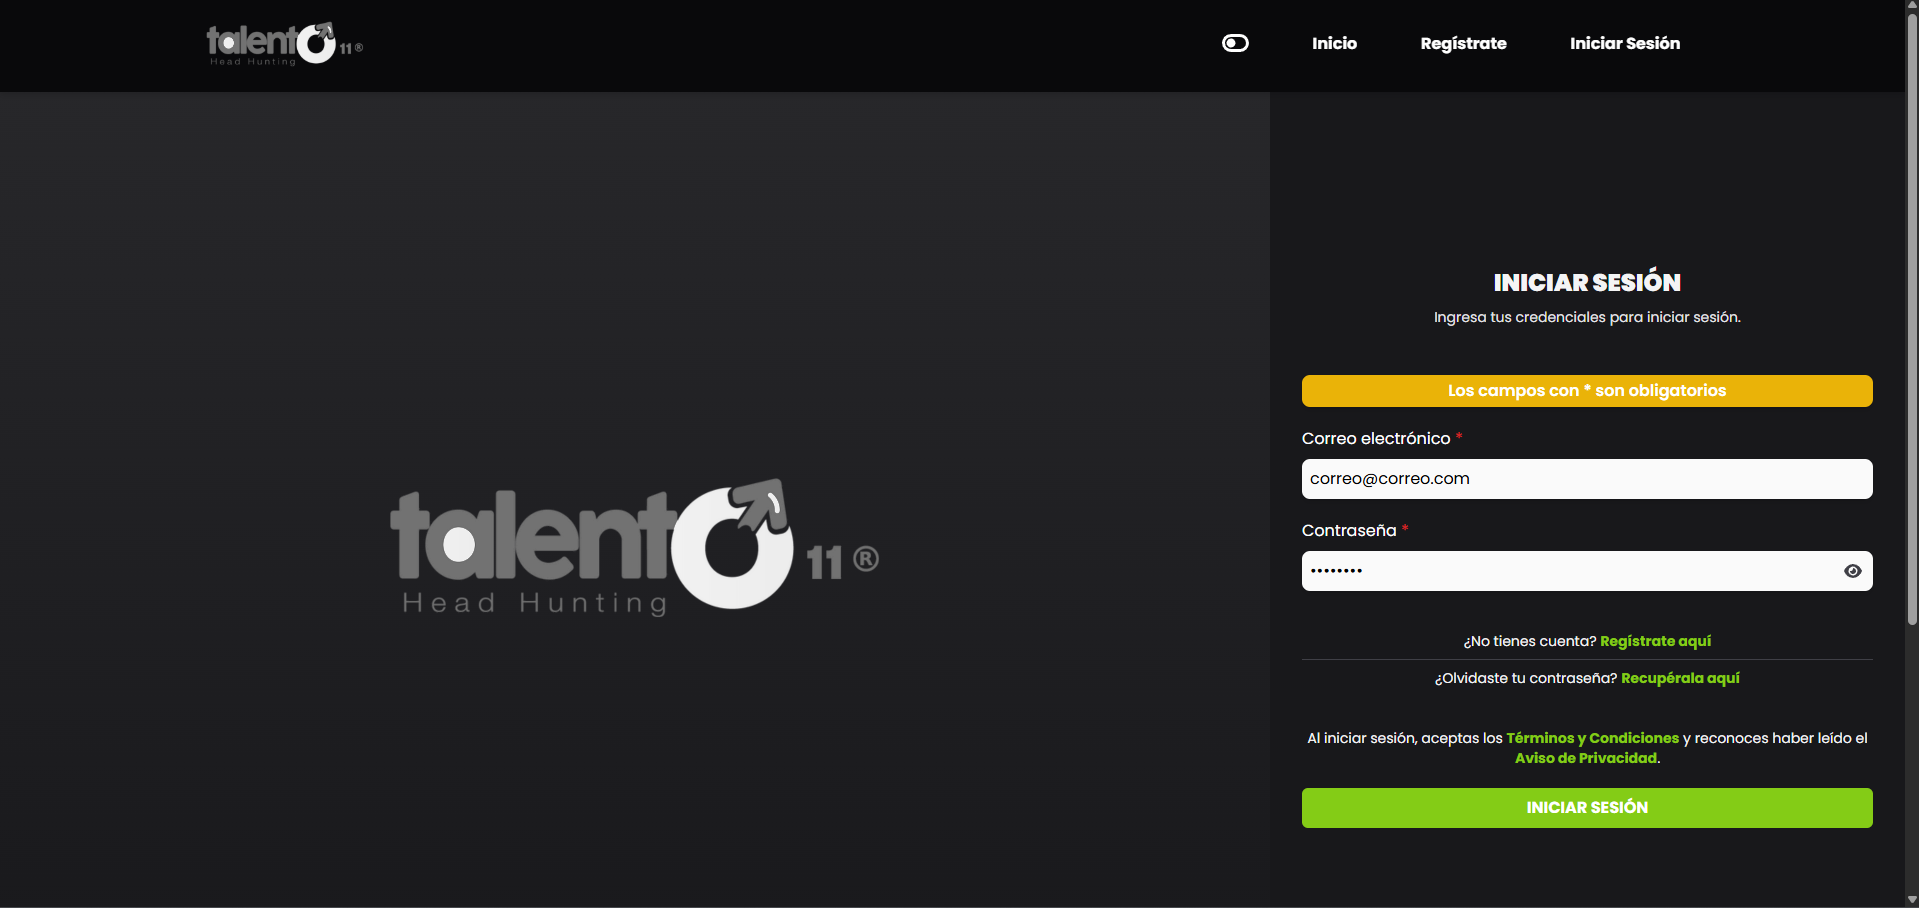 talento 11 ®
Head Hunting
Inicio
Regístrate
Iniciar Sesión
talento 11 ®
Head Hunting
INICIAR SESIÓN
Ingresa tus credenciales para iniciar sesión.
Los campos con * son obligatorios
Correo electrónico *
correo@correo.com
Contraseña *
••••••••
¿No tienes cuenta? Regístrate aquí
¿Olvidaste tu contraseña? Recupérala aquí
Al iniciar sesión, aceptas los Términos y Condiciones y reconoces haber leído el
Aviso de Privacidad.
INICIAR SESIÓN